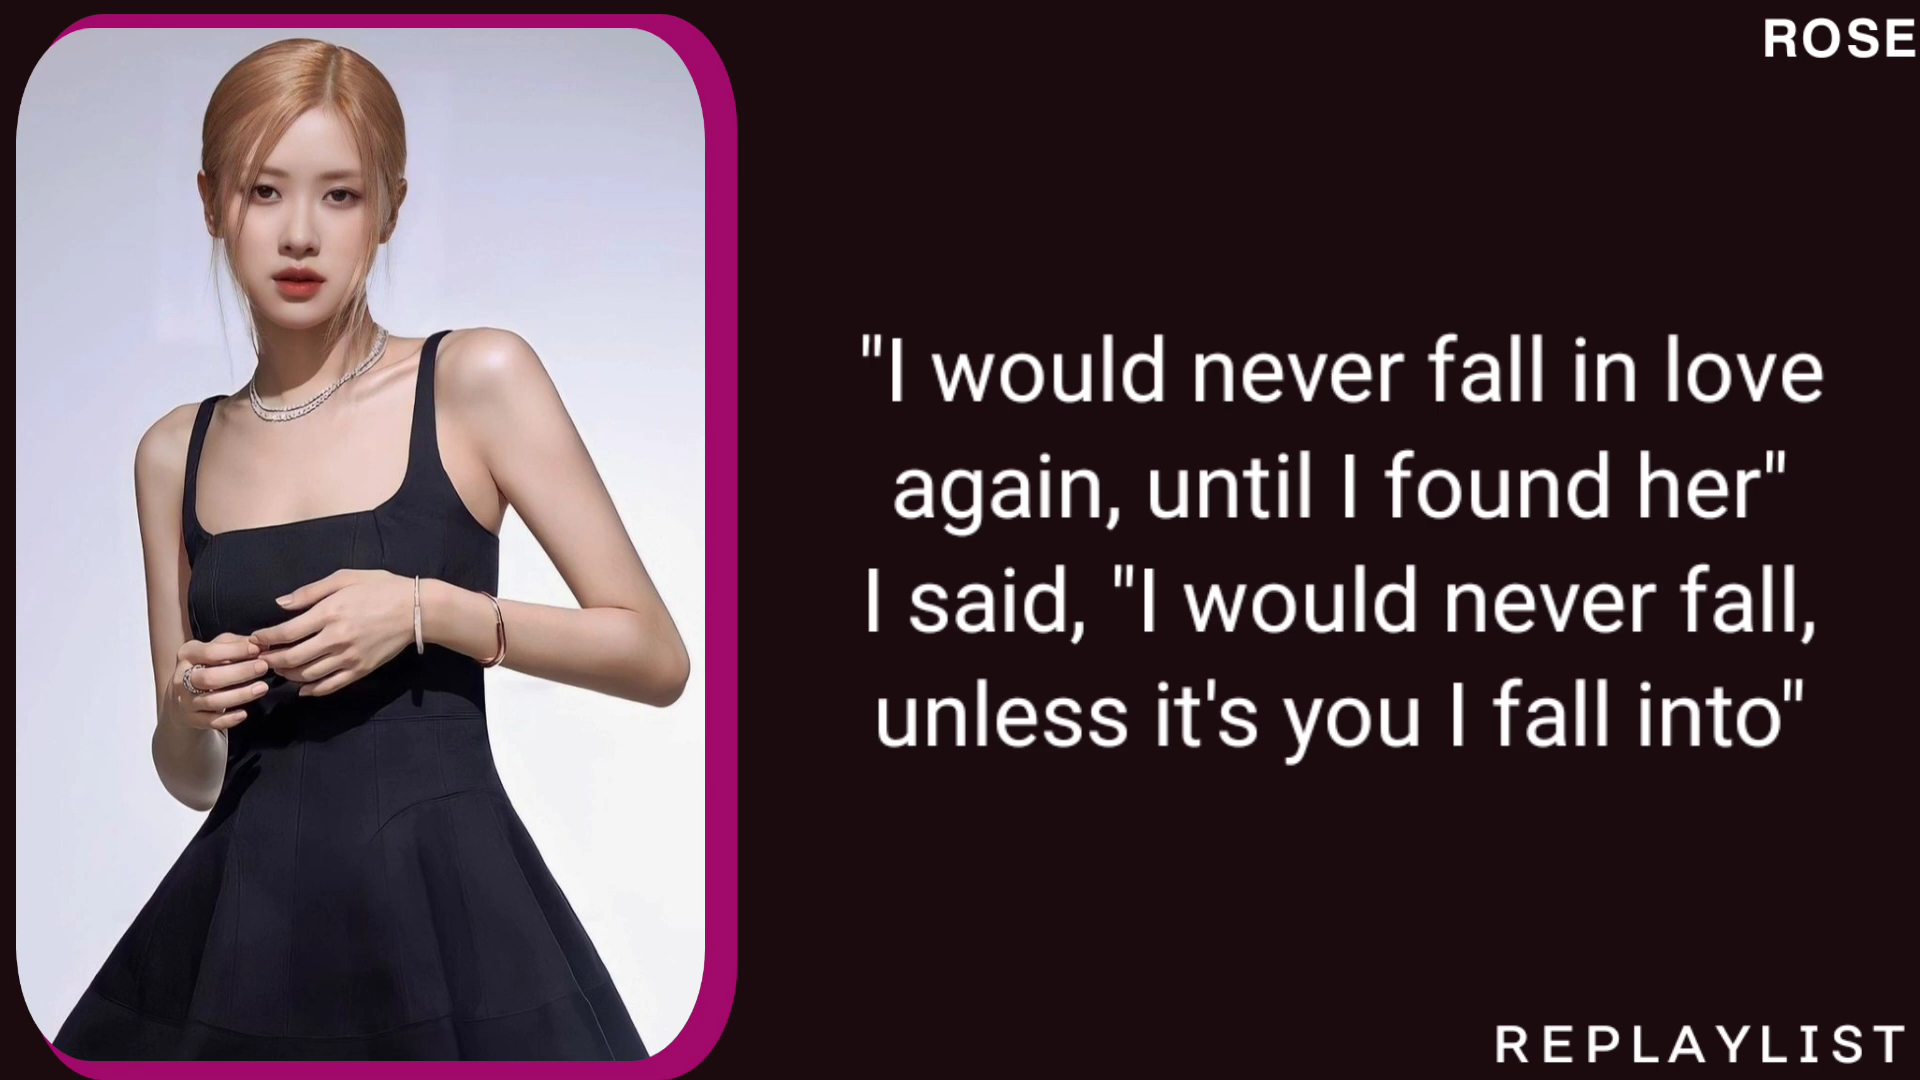 ROSE
"I would never fall in love
again, until I found her"
I said, "I would never fall,
unless it's you I fall into"
REPLAYLIST